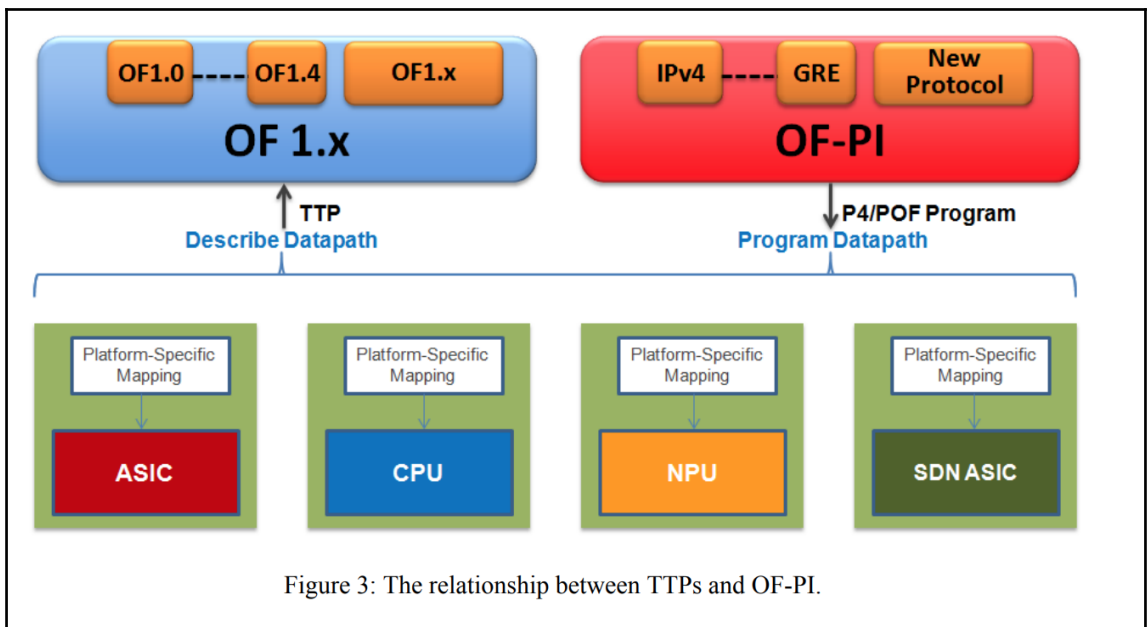 OF1.0
OF1.4
OF1.x
OF 1.x
IPv4
GRE
New
Protocol
OF-PI
TTP
Describe Datapath
P4/POF Program
Program Datapath
Platform-Specific
Mapping
ASIC
Platform-Specific
Mapping
CPU
Platform-Specific
Mapping
NPU
Platform-Specific
Mapping
SDN ASIC
Figure 3: The relationship between TTPs and OF-PI.